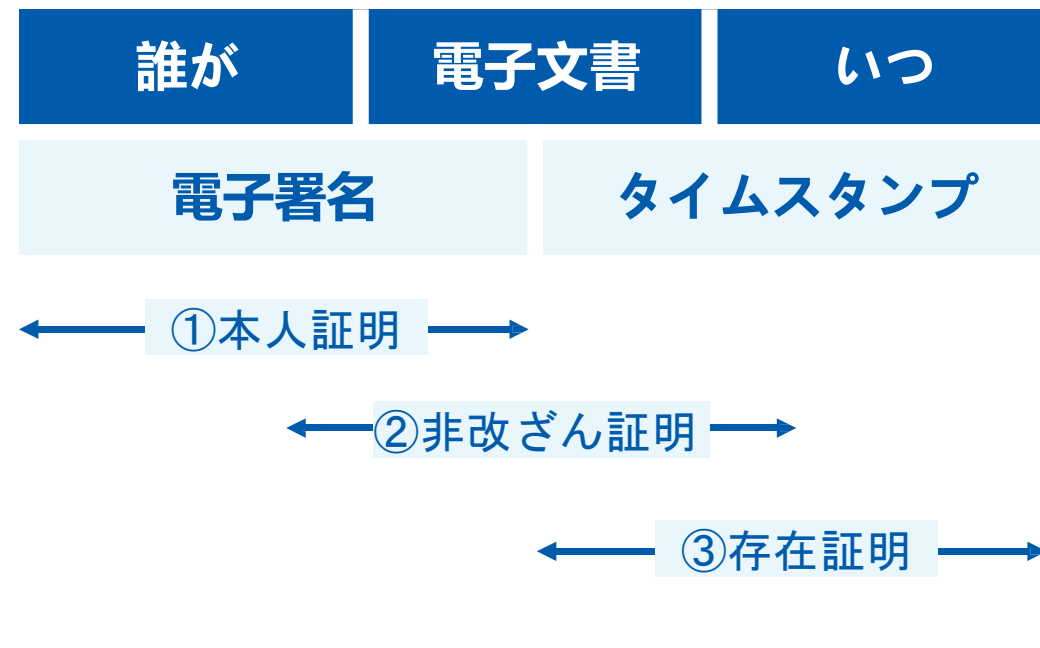 誰が 電子文書 いつ
電子署名 タイムスタンプ
①本人証明
②非改ざん証明
③存在証明